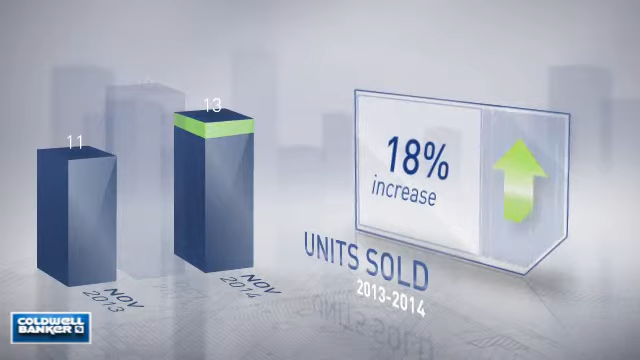 11
13
NOV
2013
NOV
2014
18%
increase
UNITS SOLD
2013-2014
COLDWELL
BANKER